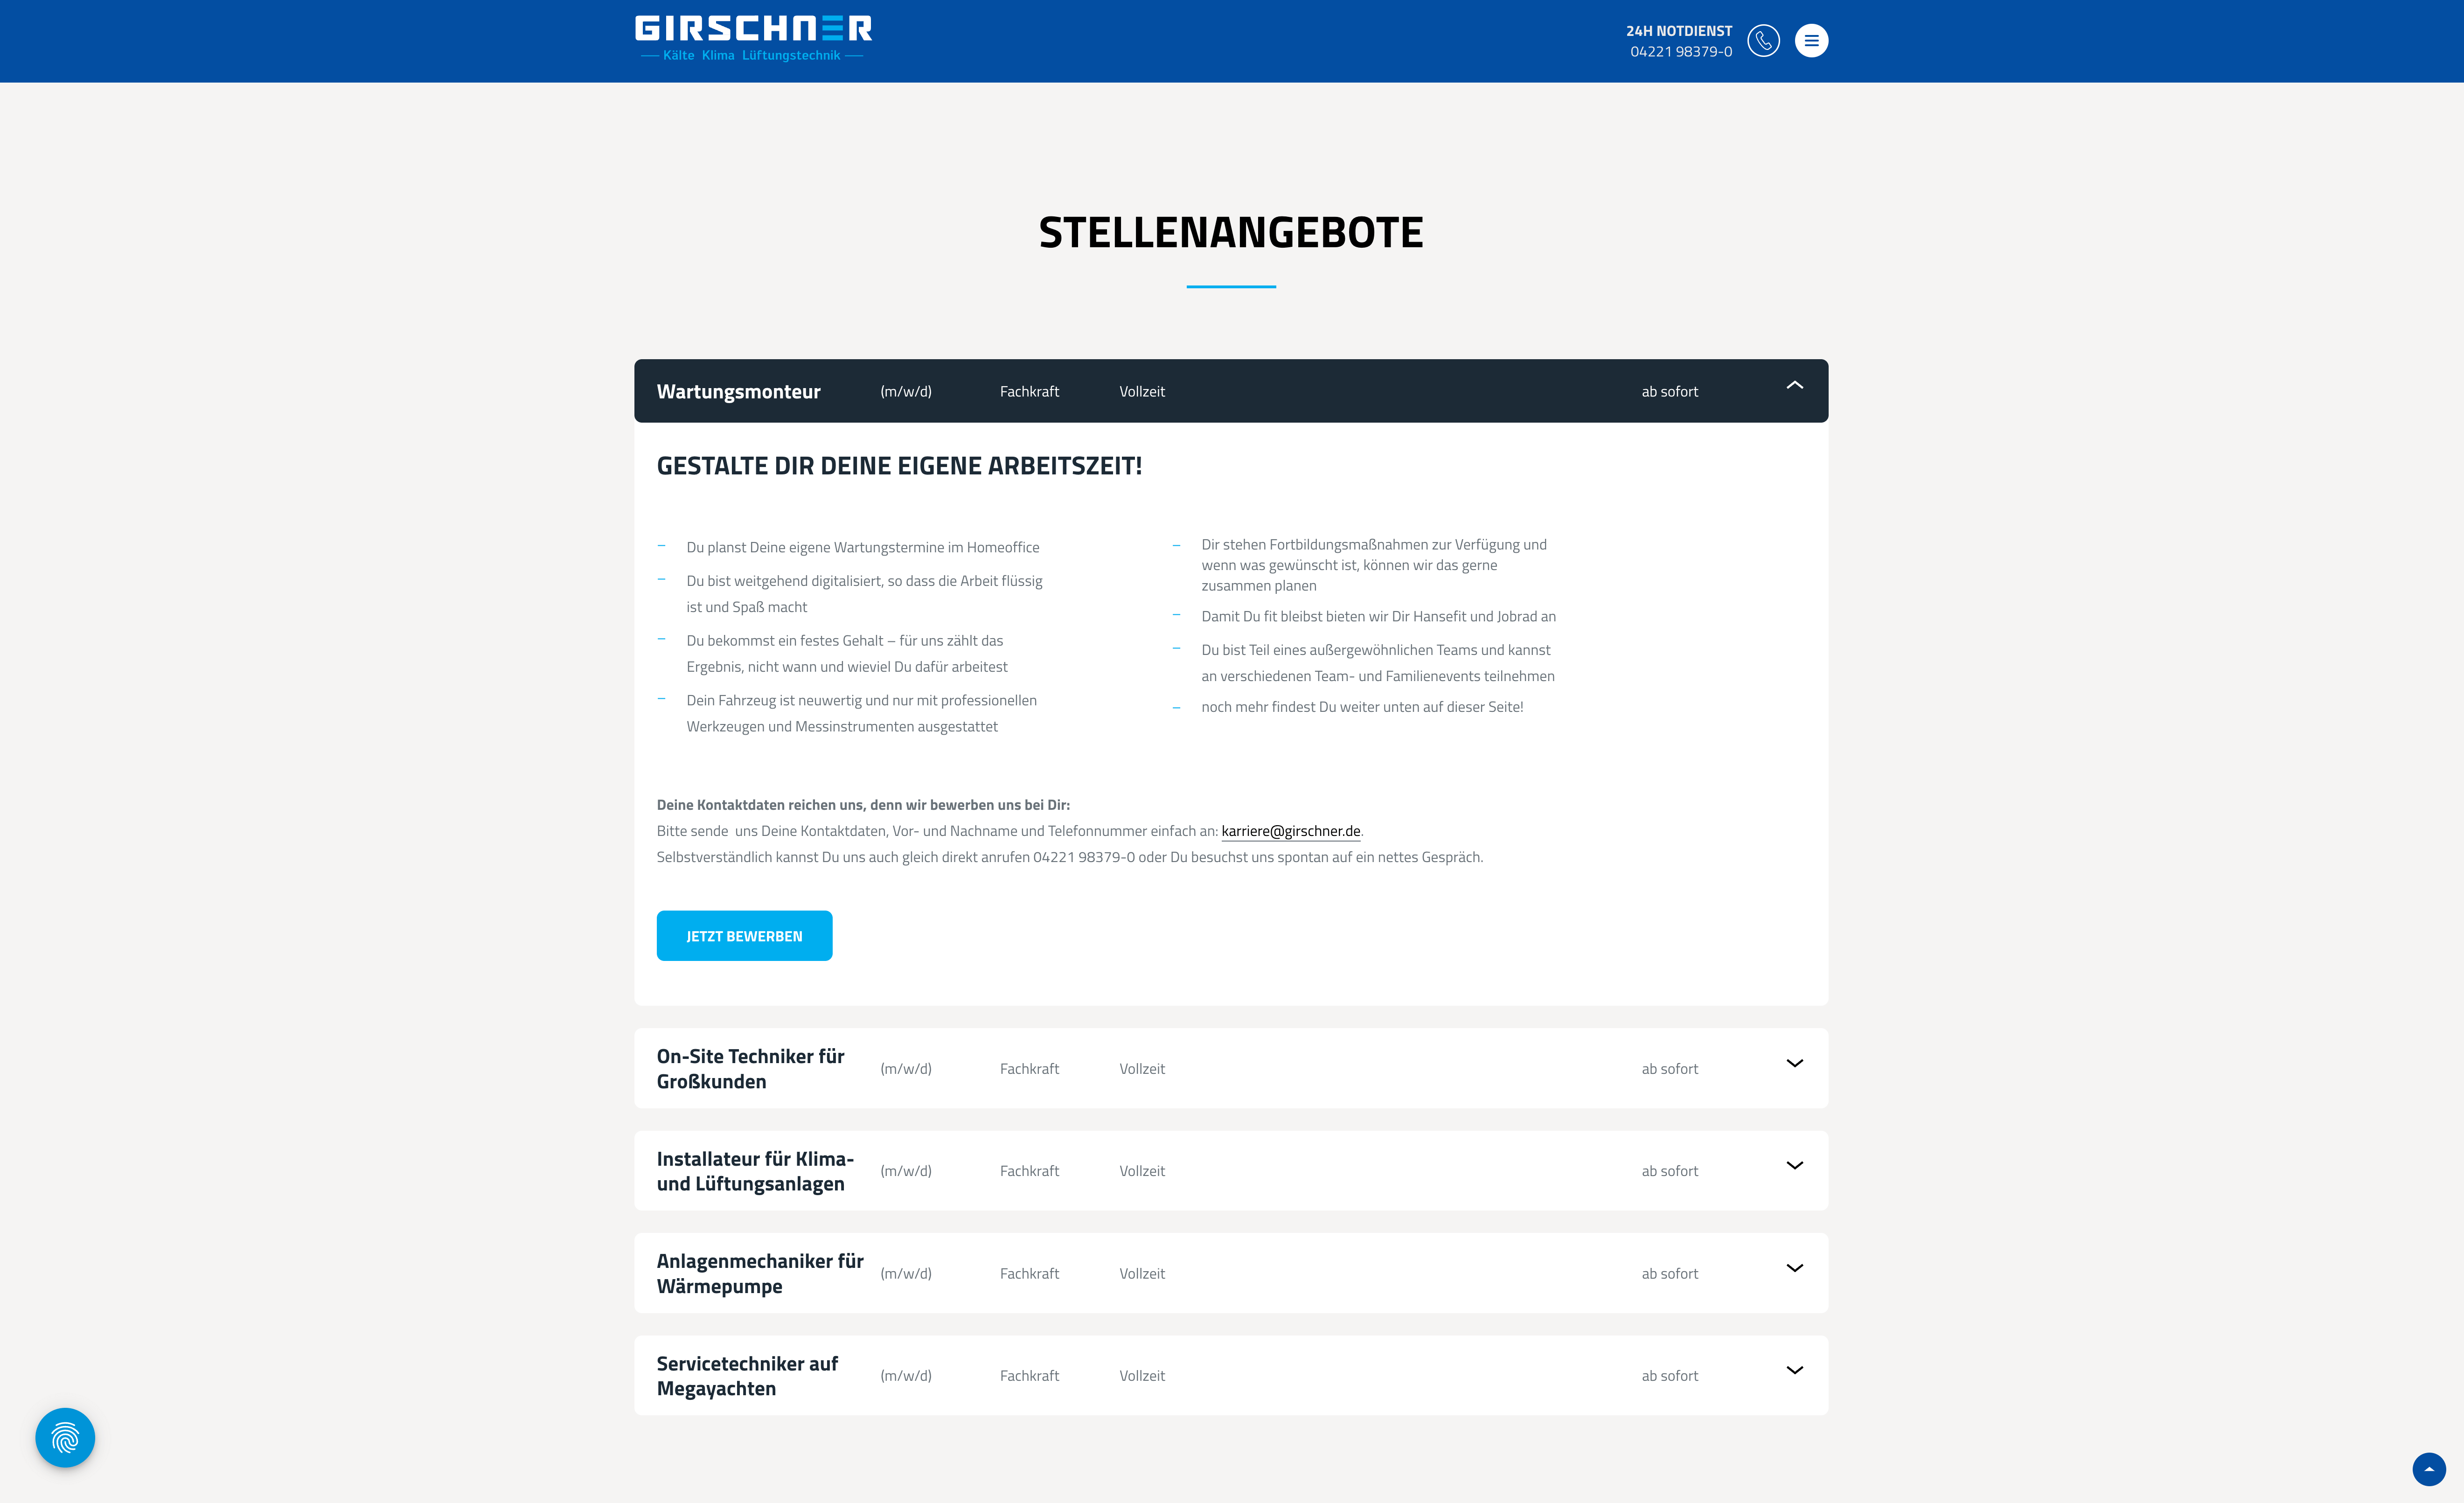 GIRSCHNER
Kälte Klima Lüftungstechnik
24H NOTDIENST
04221 98379-0
STELLENANGEBOTE
Wartungsmonteur (m/w/d) Fachkraft Vollzeit ab sofort
GESTALTE DIR DEINE EIGENE ARBEITSZEIT!
– Du planst Deine eigene Wartungstermine im Homeoffice
– Du bist weitgehend digitalisiert, so dass die Arbeit flüssig
ist und Spaß macht
– Du bekommst ein festes Gehalt – für uns zählt das
Ergebnis, nicht wann und wieviel Du dafür arbeitest
– Dein Fahrzeug ist neuwertig und nur mit professionellen
Werkzeugen und Messinstrumenten ausgestattet
– Dir stehen Fortbildungsmaßnahmen zur Verfügung und
wenn was gewünscht ist, können wir das gerne
zusammen planen
– Damit Du fit bleibst bieten wir Dir Hansefit und Jobrad an
– Du bist Teil eines außergewöhnlichen Teams und kannst
an verschiedenen Team- und Familienevents teilnehmen
– noch mehr findest Du weiter unten auf dieser Seite!
Deine Kontaktdaten reichen uns, denn wir bewerben uns bei Dir:
Bitte sende  uns Deine Kontaktdaten, Vor- und Nachname und Telefonnummer einfach an: karriere@girschner.de.
Selbstverständlich kannst Du uns auch gleich direkt anrufen 04221 98379-0 oder Du besuchst uns spontan auf ein nettes Gespräch.
JETZT BEWERBEN
On-Site Techniker für
Großkunden
(m/w/d) Fachkraft Vollzeit ab sofort
Installateur für Klima-
und Lüftungsanlagen
(m/w/d) Fachkraft Vollzeit ab sofort
Anlagenmechaniker für
Wärmepumpe
(m/w/d) Fachkraft Vollzeit ab sofort
Servicetechniker auf
Megayachten
(m/w/d) Fachkraft Vollzeit ab sofort